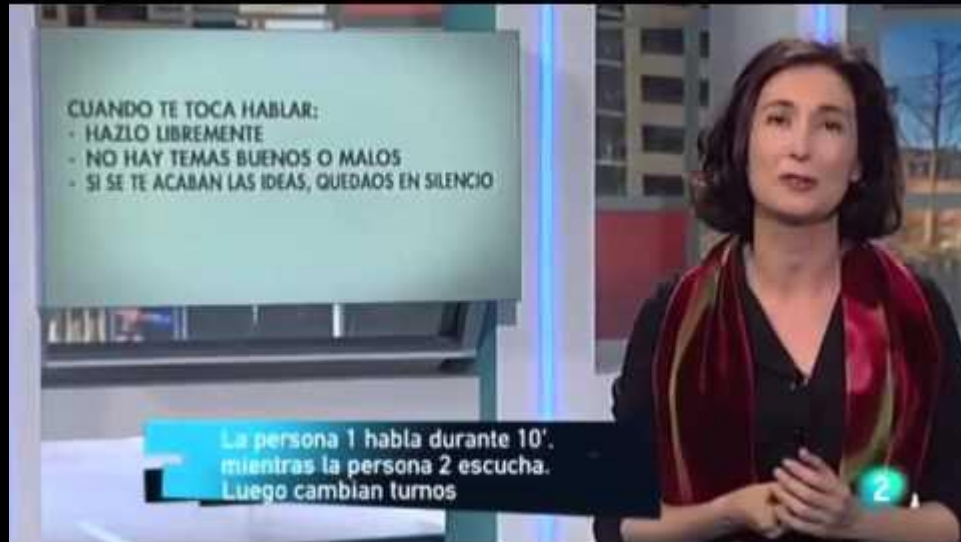 CUANDO TE TOCA HABLAR:
- HAZLO LIBREMENTE
- NO HAY TEMAS BUENOS O MALOS
- SI SE TE ACABAN LAS IDEAS, QUEDAOS EN SILENCIO
La persona 1 habla durante 10'.
mientras la persona 2 escucha.
Luego cambian turnos
2